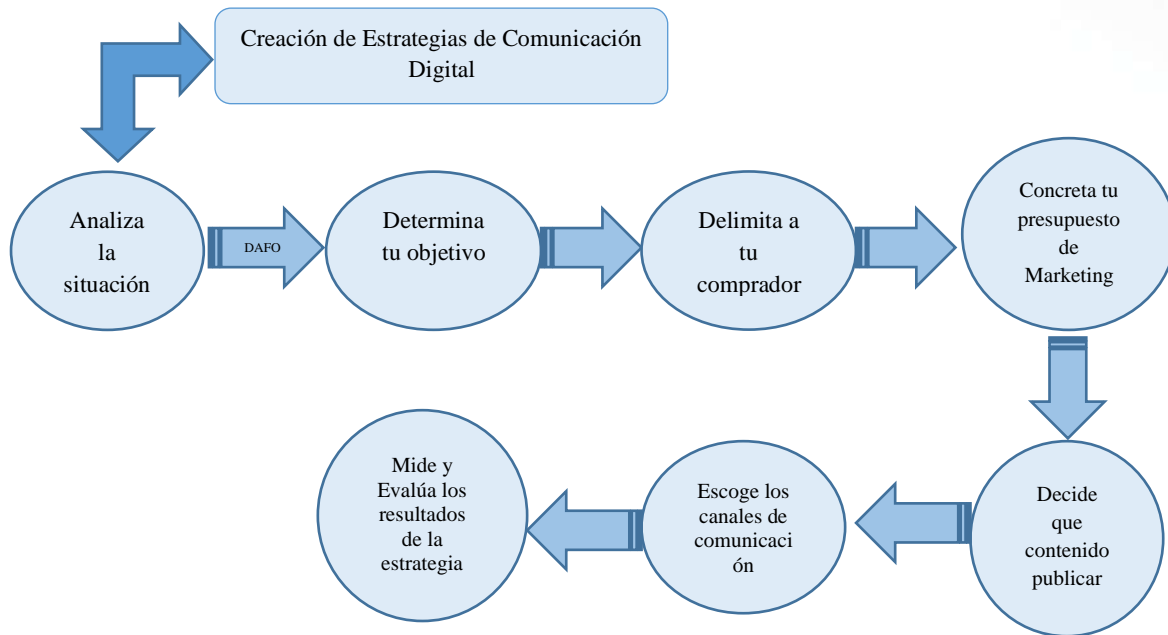 Creación de Estrategias de Comunicación
Digital
Analiza
la
situación
DAFO
Determina
tu objetivo
Delimita a
tu
comprador
Concreta tu
presupuesto
de
Marketing
Decide
que
contenido
publicar
Escoge los
canales de
comunicaci
ón
Mide y
Evalúa los
resultados
de la
estrategia